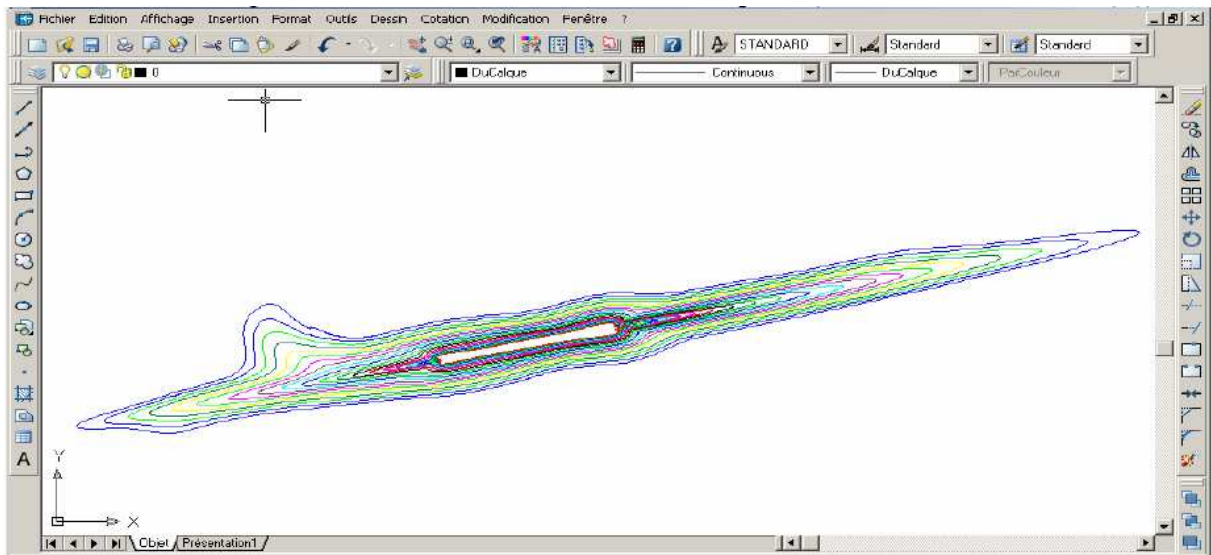 Fichier Edition Affichage Insertion Format Outils Dessin Cotation Modification Fenêtre ?
STANDARD Standard Standard
0 DuCalque Continuous DuCalque ParCouleur
A
Y
X
Objet Présentation1